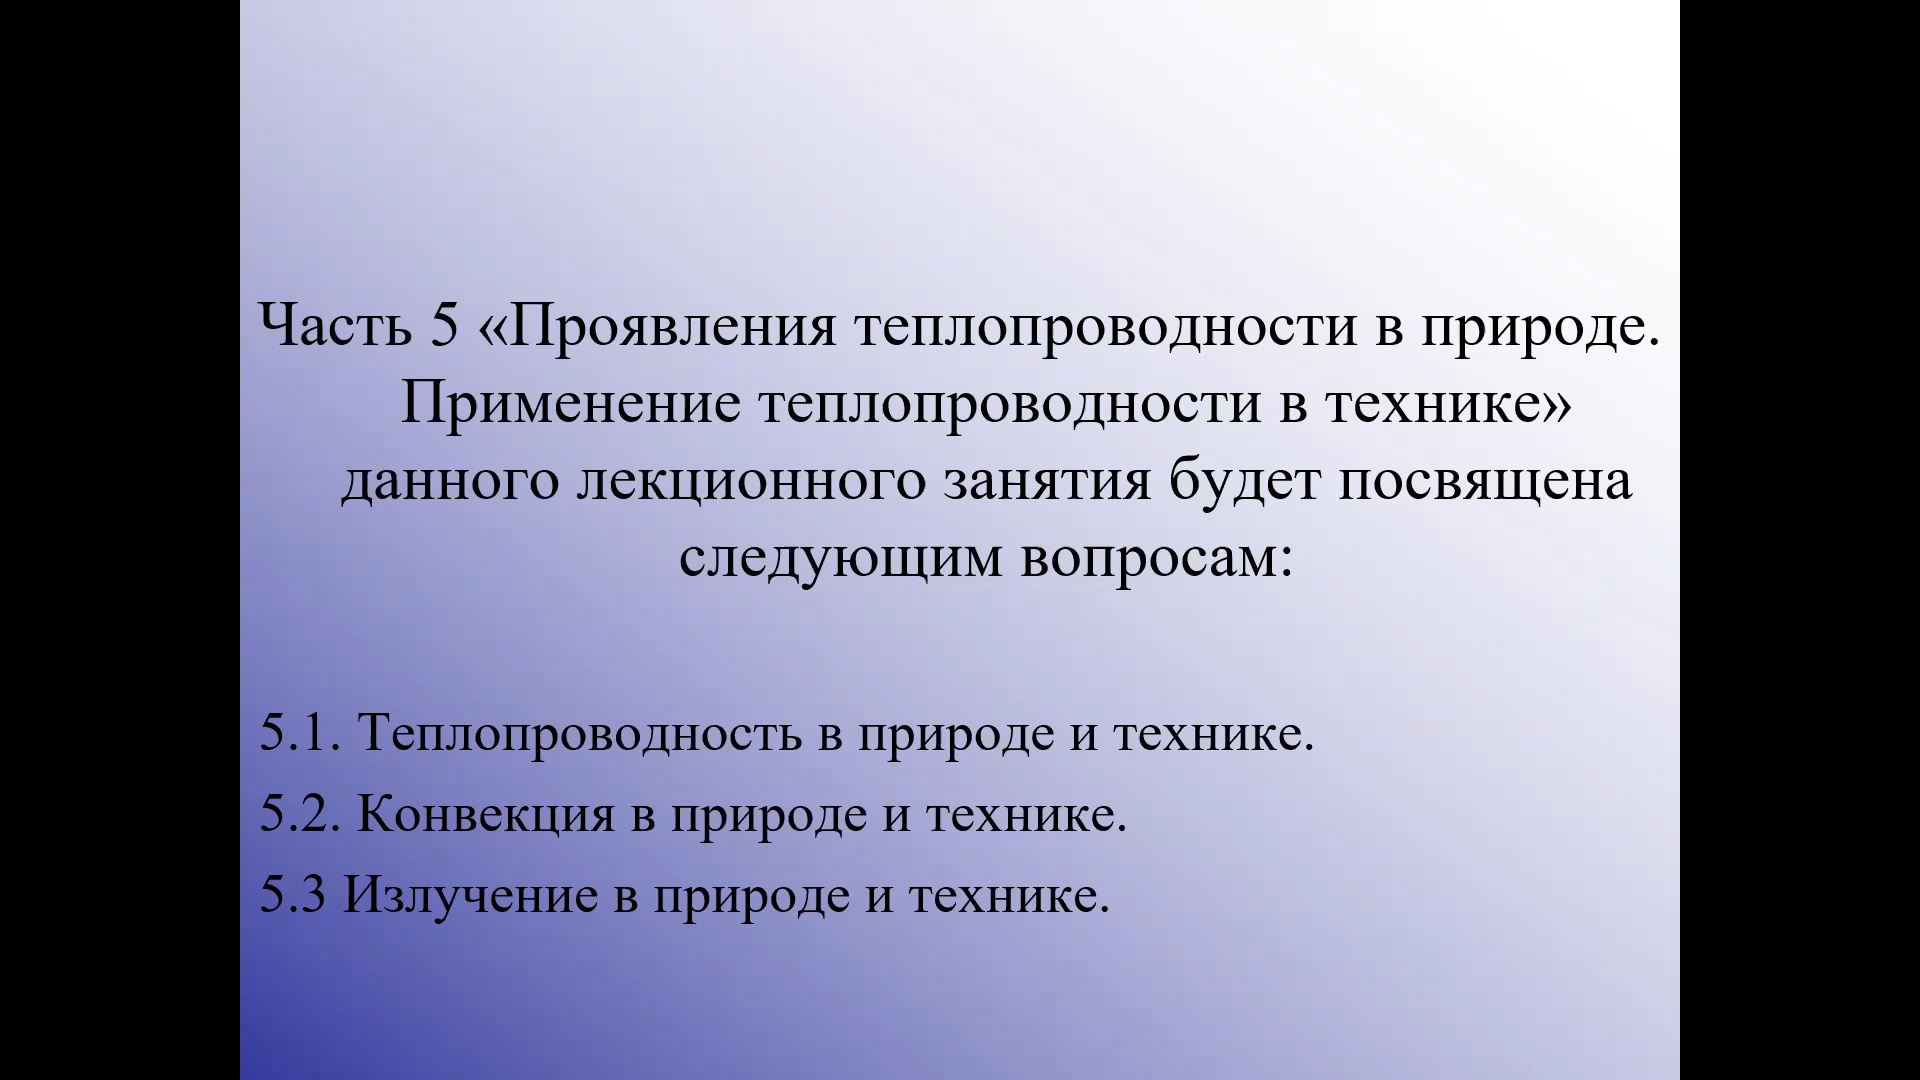 Часть 5 «Проявления теплопроводности в природе.
Применение теплопроводности в технике»
данного лекционного занятия будет посвящена
следующим вопросам:
5.1. Теплопроводность в природе и технике.
5.2. Конвекция в природе и технике.
5.3 Излучение в природе и технике.